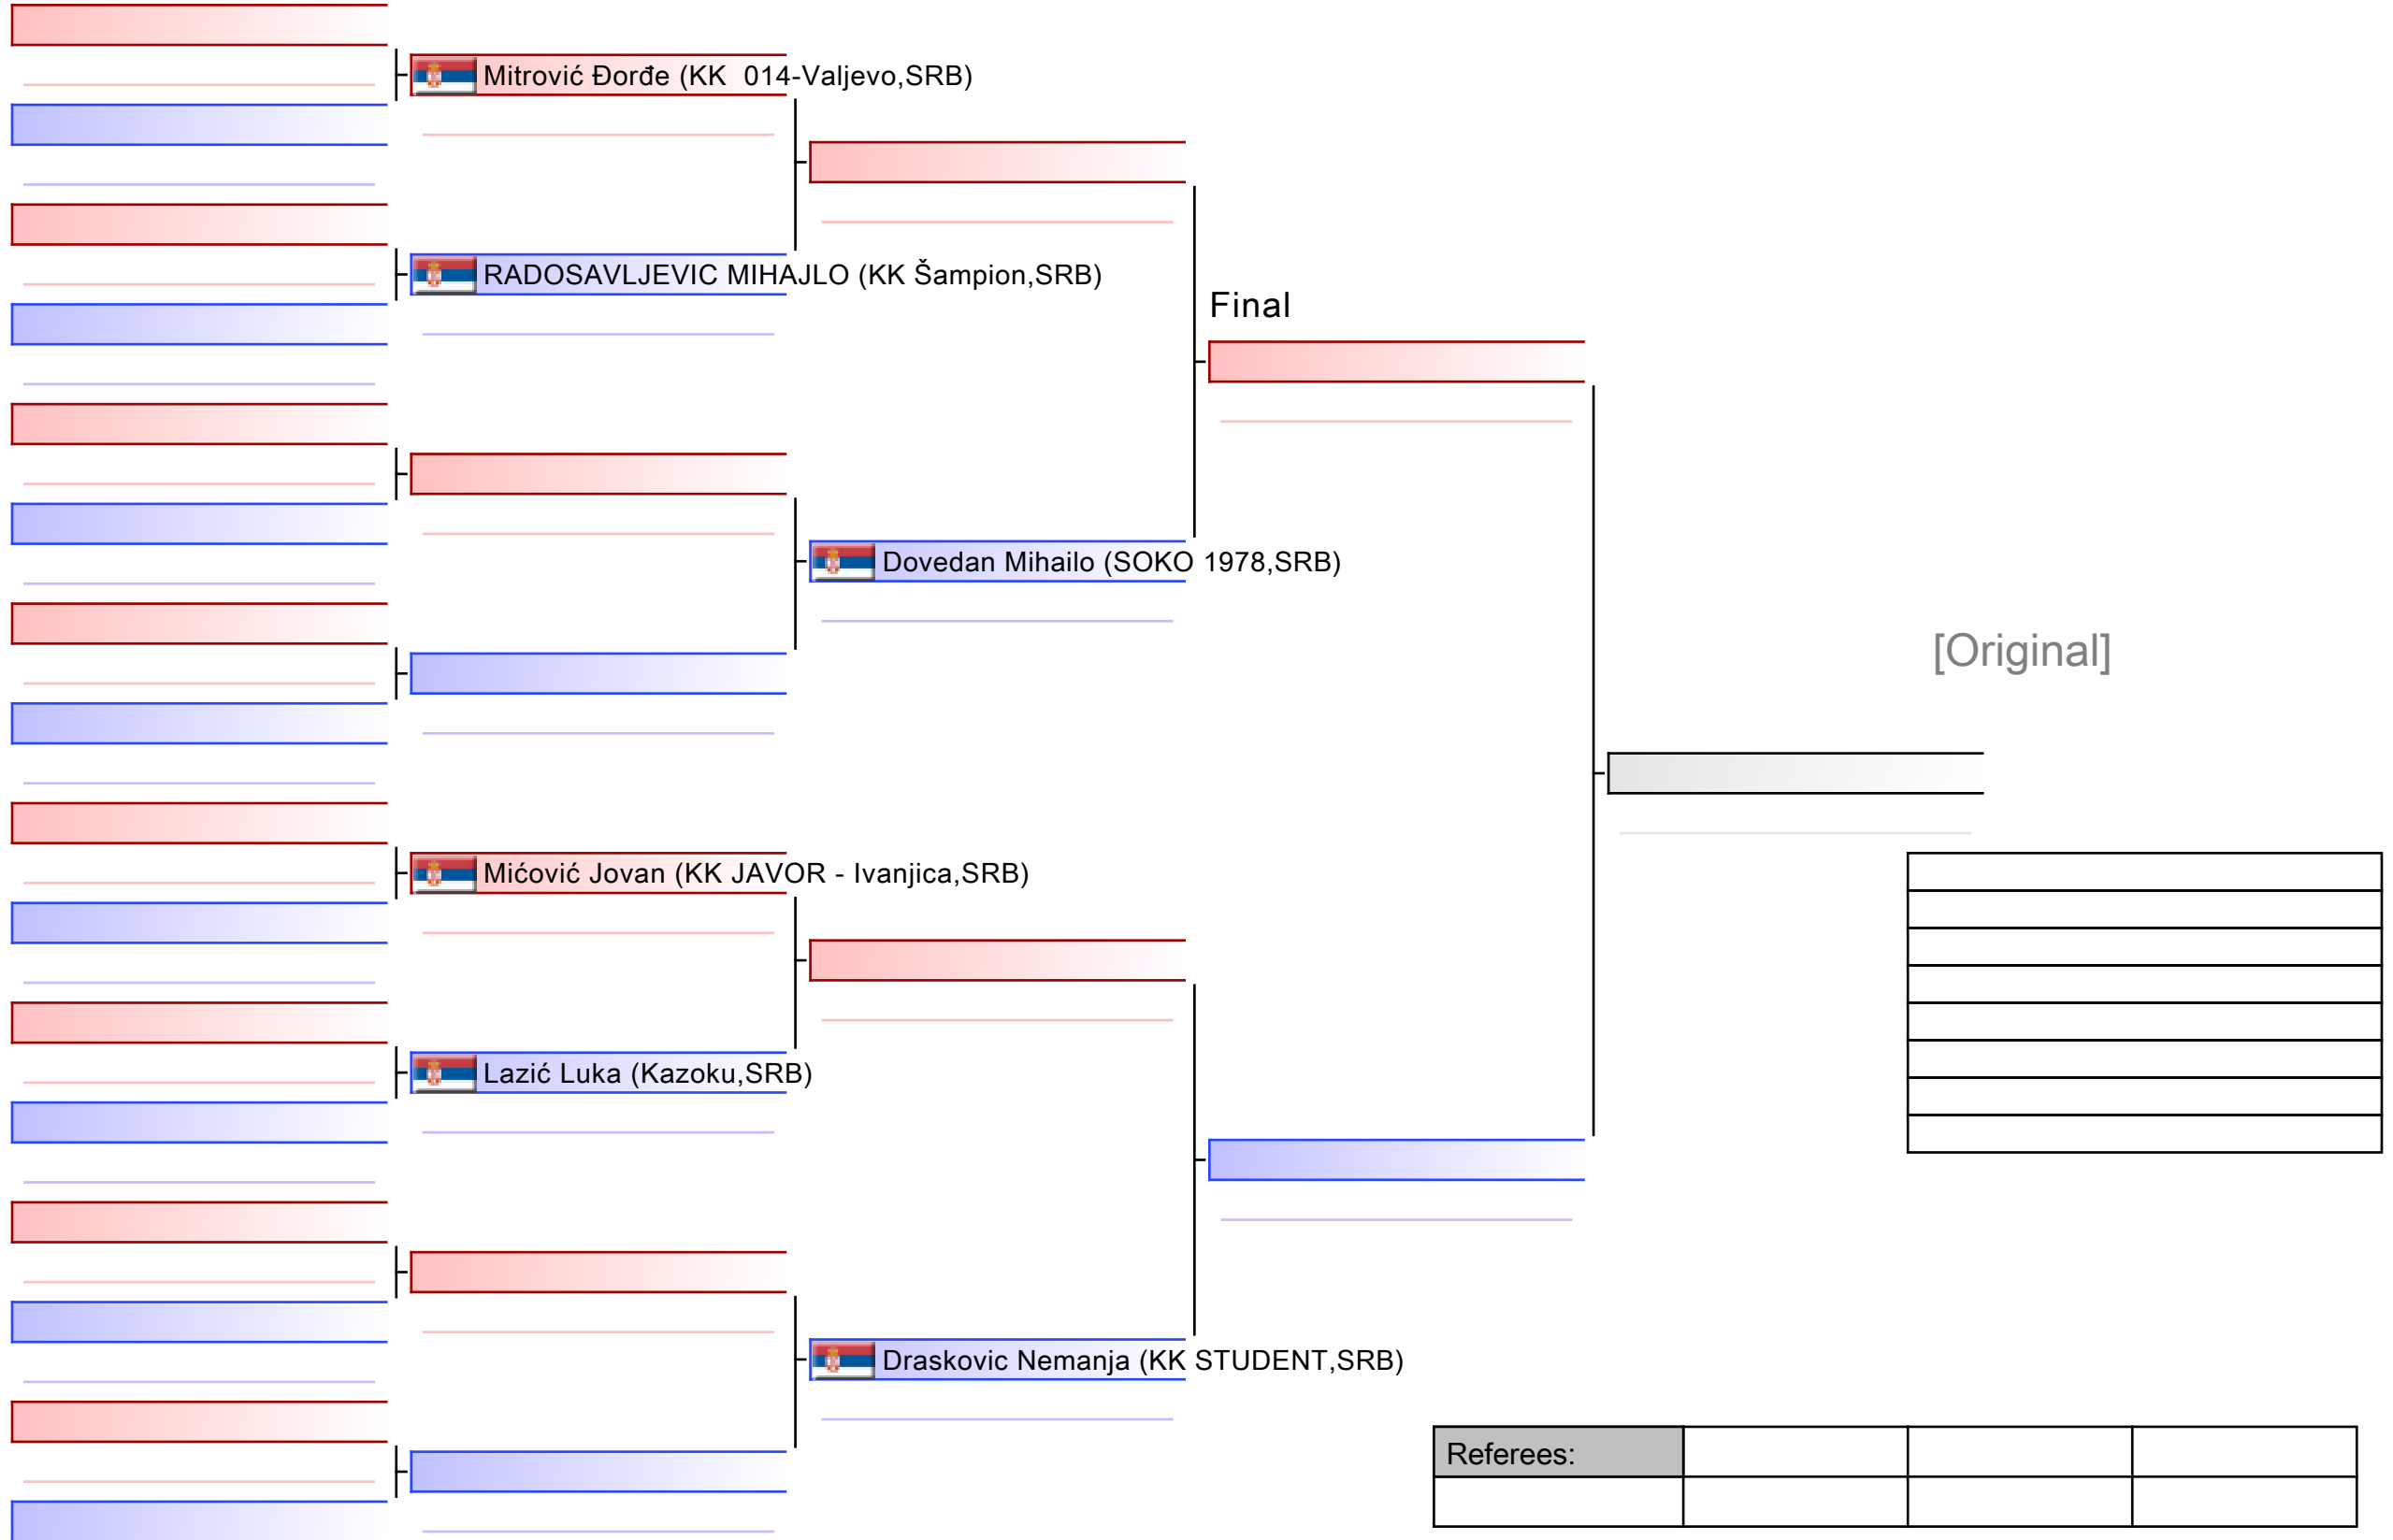 Mitrović Đorđe (KK  014-Valjevo,SRB)
RADOSAVLJEVIC MIHAJLO (KK Šampion,SRB)
Final
Dovedan Mihailo (SOKO 1978,SRB)
[Original]
Mićović Jovan (KK JAVOR - Ivanjica,SRB)
Lazić Luka (Kazoku,SRB)
Draskovic Nemanja (KK STUDENT,SRB)
Referees: